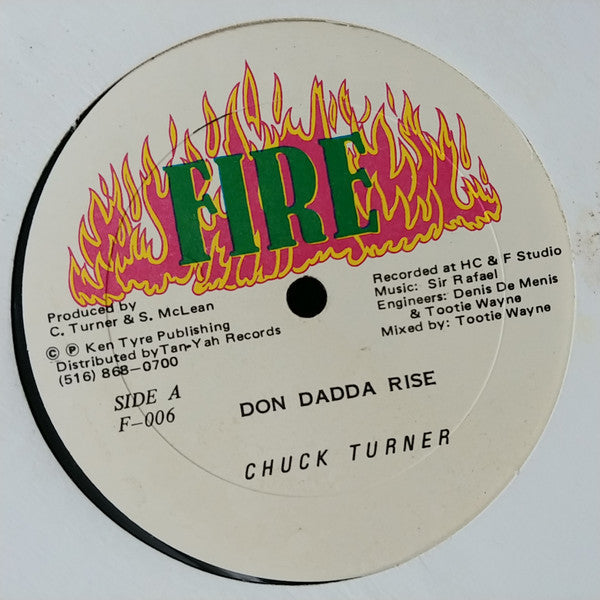 FIRE
Produced by
C. Turner & S. McLean
© ℗ Ken Tyre Publishing
Distributed by Tan-Yah Records
(516) 868-0700
SIDE A
F-006
Recorded at HC & F Studio
Music: Sir Rafael
Engineers: Denis De Menis
& Tootie Wayne
Mixed by: Tootie Wayne
DON DADDA RISE
CHUCK TURNER